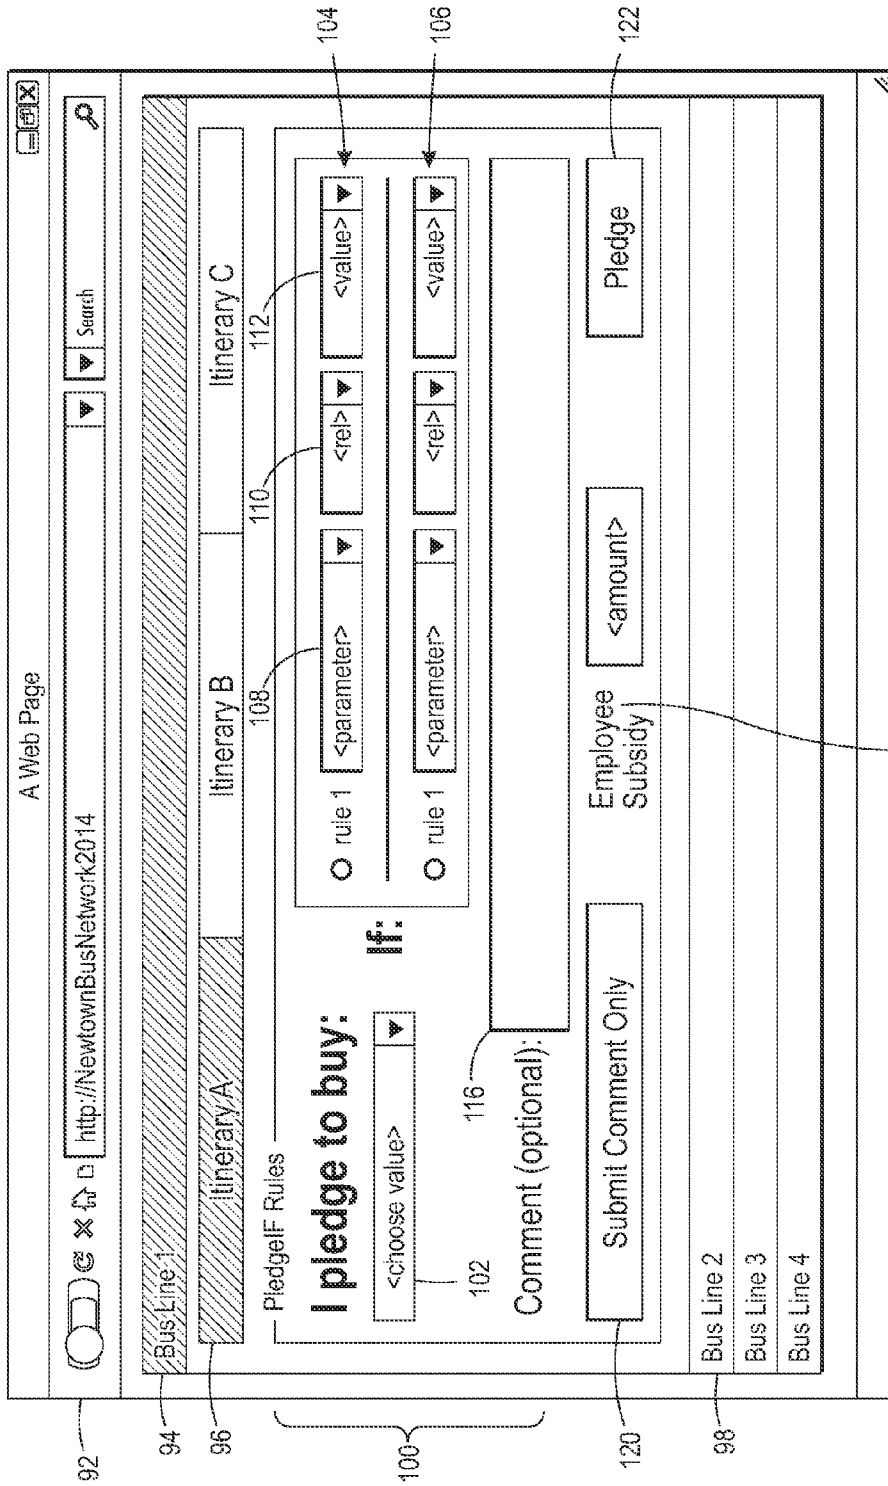 A Web Page
92
http://NewtownBusNetwork2014
Search
94
Bus Line 1
96
Itinerary A
Itinerary B
Itinerary C
100
PledgeIF Rules
108
110
112
104
I pledge to buy:
<choose value>
102
If:
rule 1
<parameter>
<rel>
<value>
rule 1
<parameter>
<rel>
<value>
106
116
Comment (optional):
120
Submit Comment Only
Employee
Subsidy
<amount>
Pledge
122
98
Bus Line 2
Bus Line 3
Bus Line 4